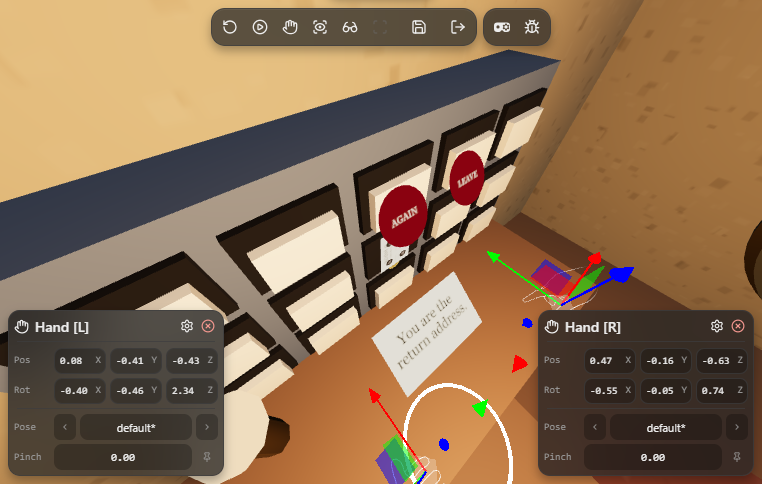 AGAIN
LEAVE
You are the
return address.
Hand [L]
Pos 0.08 X -0.41 Y -0.43 Z
Rot -0.40 X -0.46 Y 2.34 Z
Pose < default* >
Pinch 0.00
Hand [R]
Pos 0.47 X -0.16 Y -0.63 Z
Rot -0.55 X -0.05 Y 0.74 Z
Pose < default* >
Pinch 0.00